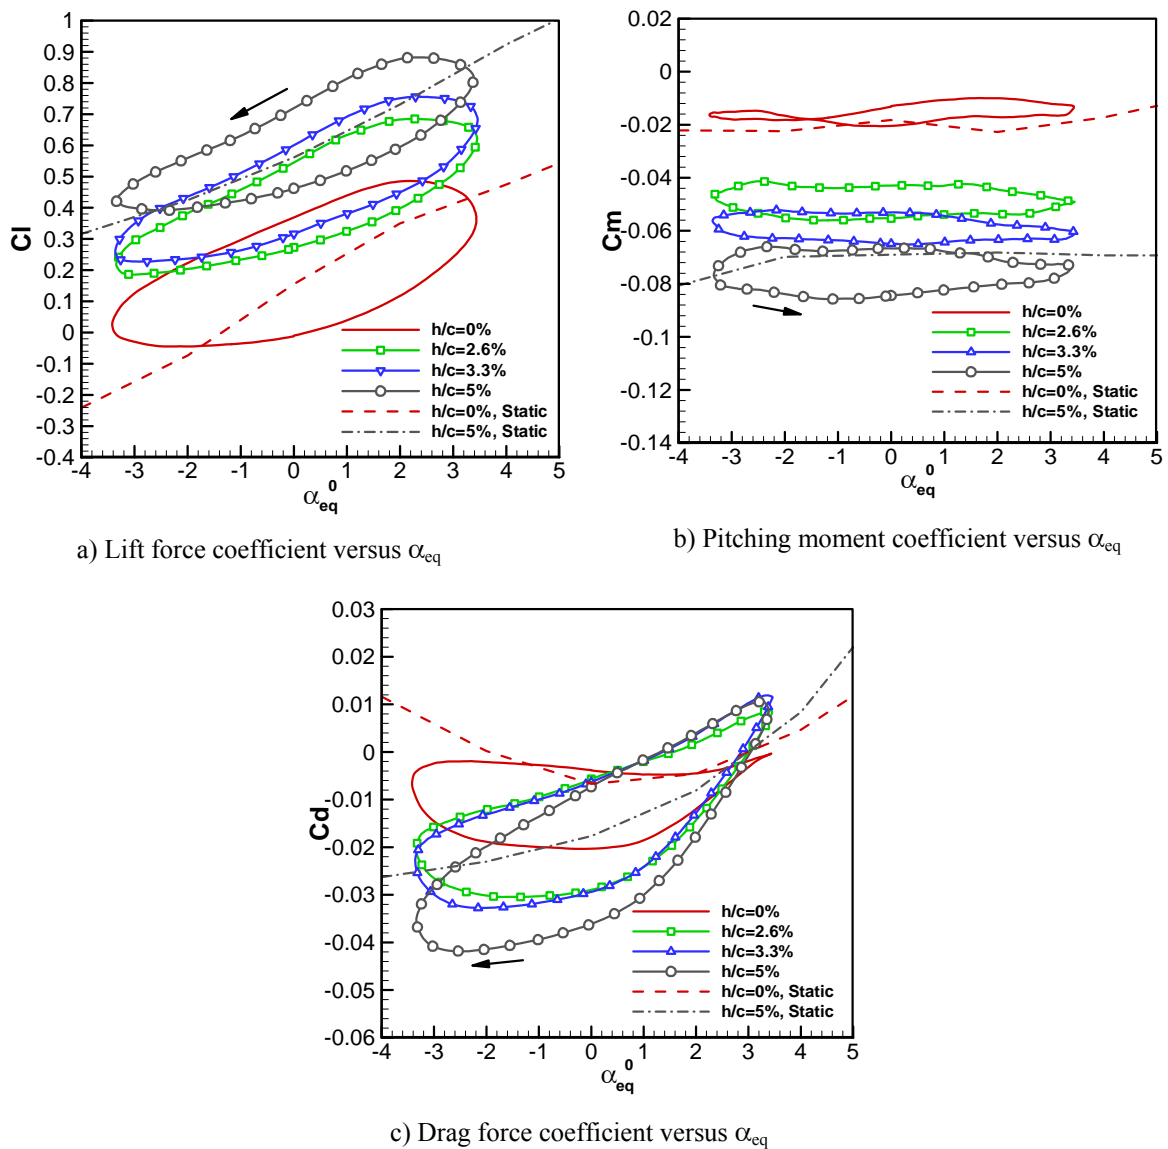 1
0.9
0.8
0.7
0.6
0.5
0.4
0.3
0.2
0.1
0
-0.1
-0.2
-0.3
-0.4
Cl
-4 -3 -2 -1 0 1 2 3 4 5
αeq⁰
h/c=0%
h/c=2.6%
h/c=3.3%
h/c=5%
h/c=0%, Static
h/c=5%, Static
a) Lift force coefficient versus αeq
0.02
0
-0.02
-0.04
-0.06
-0.08
-0.1
-0.12
-0.14
Cm
-4 -3 -2 -1 0 1 2 3 4 5
αeq⁰
h/c=0%
h/c=2.6%
h/c=3.3%
h/c=5%
h/c=0%, Static
h/c=5%, Static
b) Pitching moment coefficient versus αeq
0.03
0.02
0.01
0
-0.01
-0.02
-0.03
-0.04
-0.05
-0.06
Cd
-4 -3 -2 -1 0 1 2 3 4 5
αeq⁰
h/c=0%
h/c=2.6%
h/c=3.3%
h/c=5%
h/c=0%, Static
h/c=5%, Static
c) Drag force coefficient versus αeq